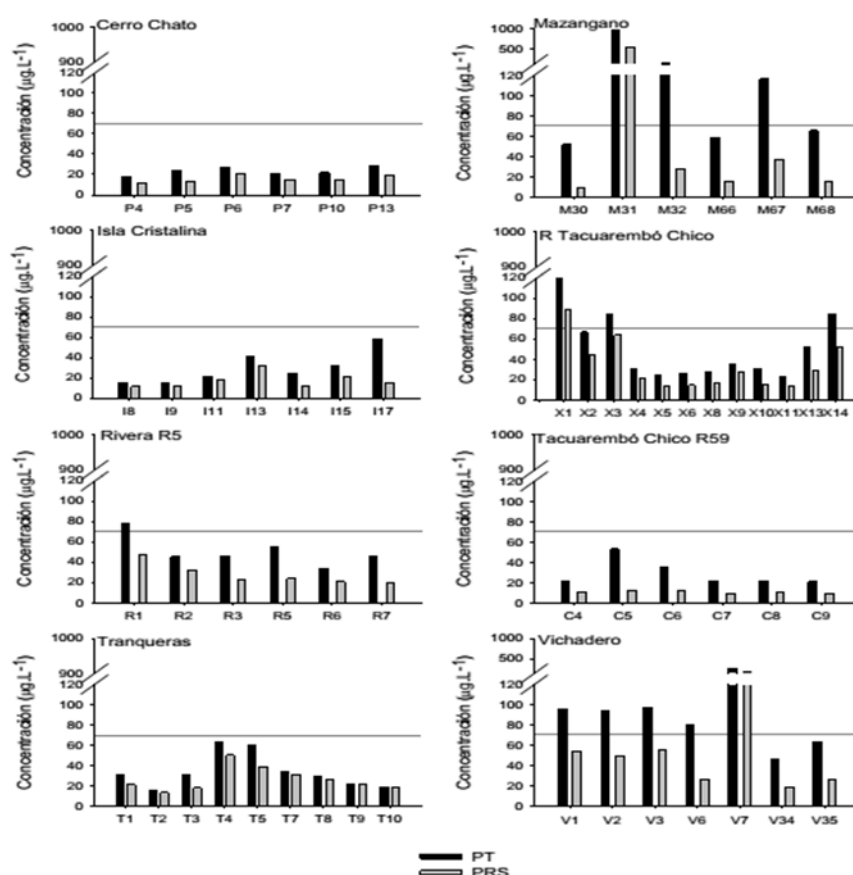 Cerro Chato
Concentración (µg.L-1)
1000
900
120
100
80
60
40
20
0
P4 P5 P6 P7 P10 P13
Mazangano
Concentración (µg.L-1)
1000
500
120
100
80
60
40
20
0
M30 M31 M32 M66 M67 M68
Isla Cristalina
Concentración (µg.L-1)
1000
900
120
100
80
60
40
20
0
I8 I9 I11 I13 I14 I15 I17
R Tacuarembó Chico
Concentración (µg.L-1)
1000
900
120
100
80
60
40
20
0
X1 X2 X3 X4 X5 X6 X8 X9 X10 X11 X13 X14
Rivera R5
Concentración (µg.L-1)
1000
900
120
100
80
60
40
20
0
R1 R2 R3 R5 R6 R7
Tacuarembó Chico R59
Concentración (µg.L-1)
1000
900
120
100
80
60
40
20
0
C4 C5 C6 C7 C8 C9
Tranqueras
Concentración (µg.L-1)
1000
900
120
100
80
60
40
20
0
T1 T2 T3 T4 T5 T7 T8 T9 T10
Vichadero
Concentración (µg.L-1)
1000
500
120
100
80
60
40
20
0
V1 V2 V3 V6 V7 V34 V35
PT
PRS